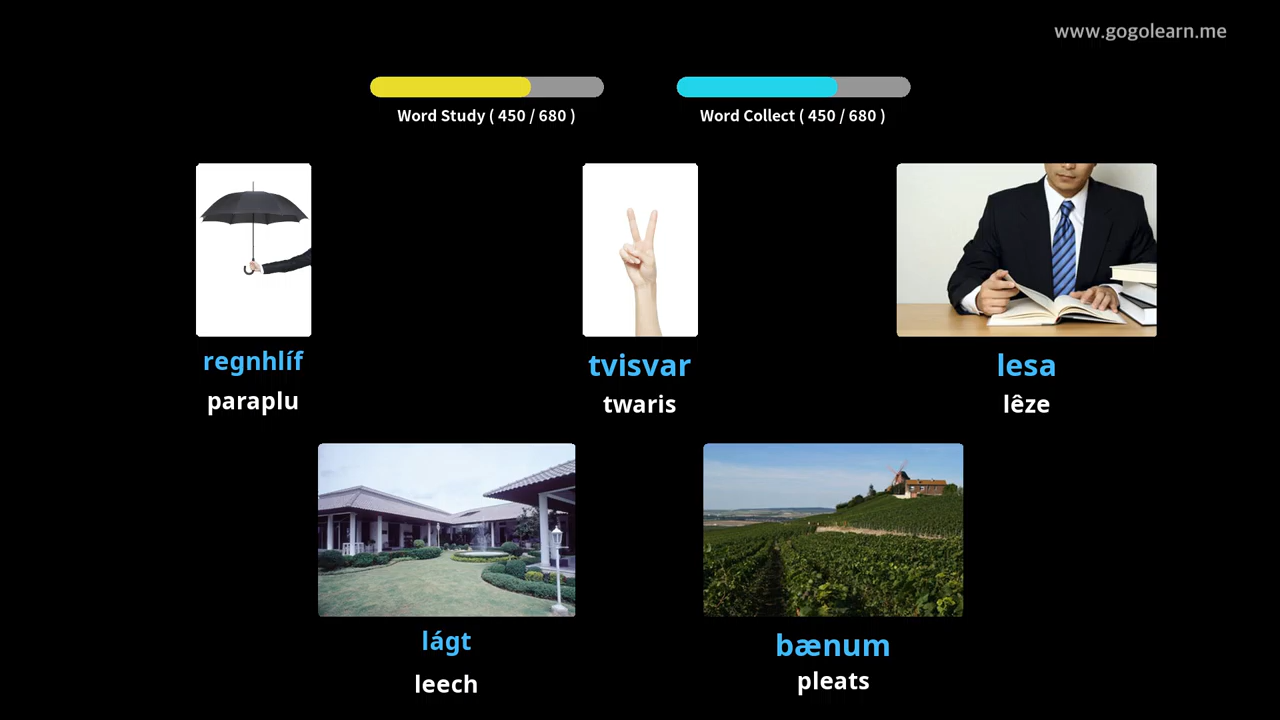 www.gogolearn.me
Word Study ( 450 / 680 )
Word Collect ( 450 / 680 )
regnhlíf
paraplu
tvisvar
twaris
lesa
lêze
lágt
leech
bænum
pleats